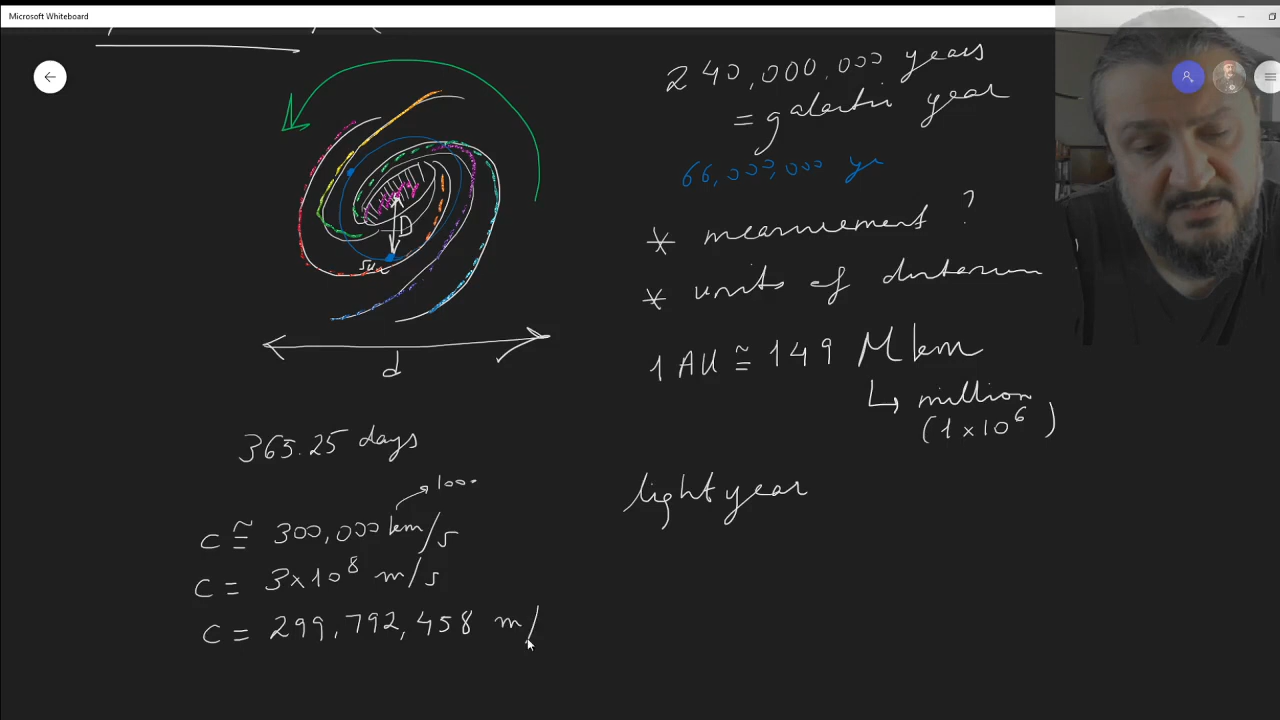 Microsoft Whiteboard
240,000,000 years
= galactic year
66,000,000 ye
* measurement ?
* units of distance
D
Sun
d
1 AU ≅ 149 M km
↳ million
(1×10⁶)
365.25 days
→ 1000
light year
C ≅ 300,000 km/s
C = 3×10⁸ m/s
C = 299,792,458 m/